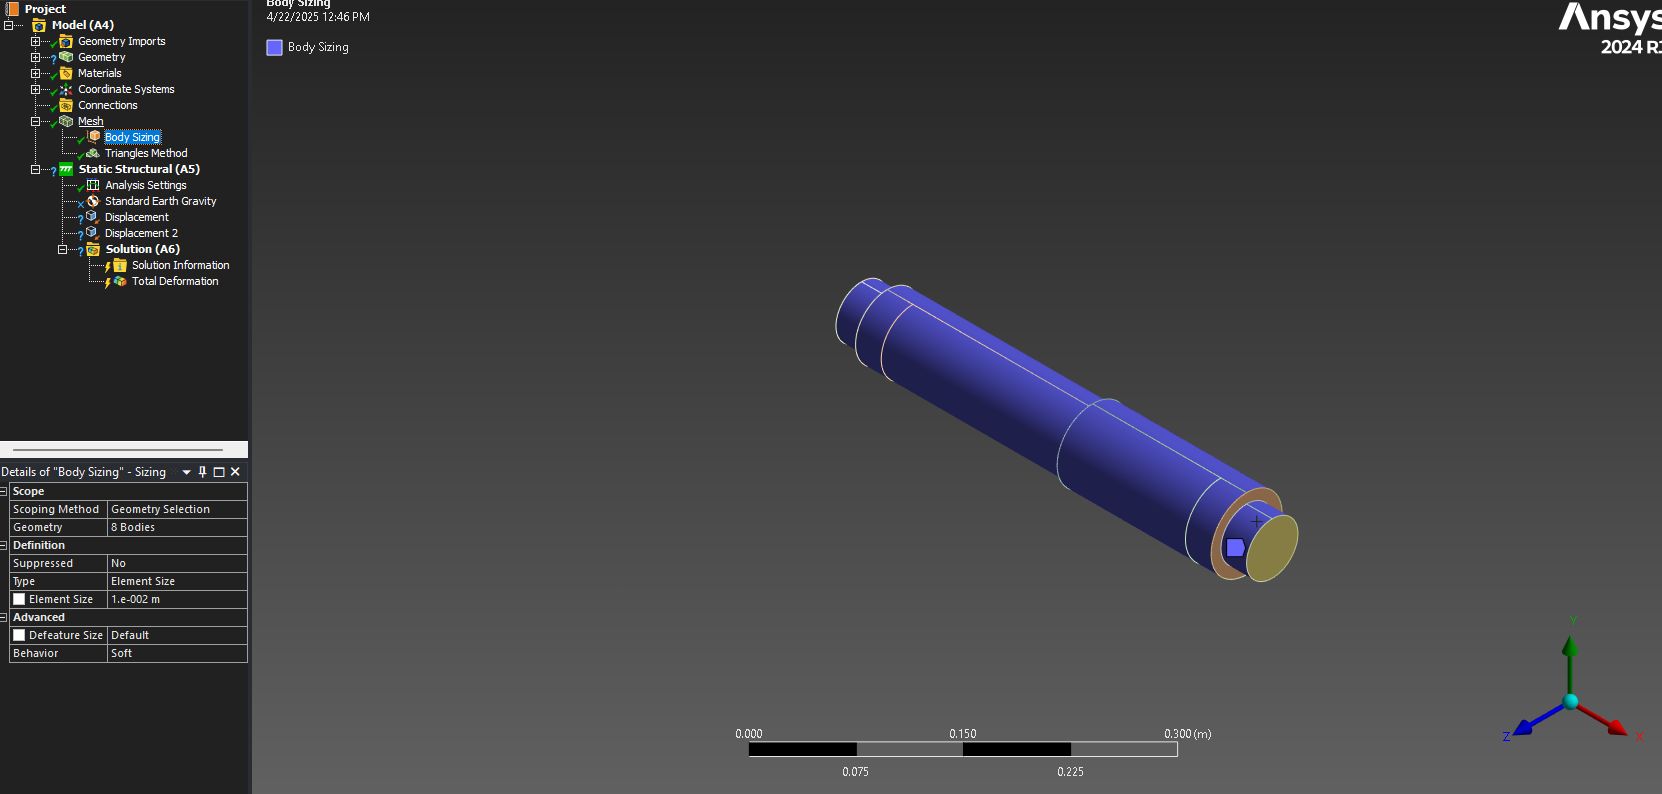 Project
Model (A4)
Geometry Imports
Geometry
Materials
Coordinate Systems
Connections
Mesh
Body Sizing
Triangles Method
Static Structural (A5)
Analysis Settings
Standard Earth Gravity
Displacement
Displacement 2
Solution (A6)
Solution Information
Total Deformation
Details of "Body Sizing" - Sizing
Scope
Scoping Method Geometry Selection
Geometry 8 Bodies
Definition
Suppressed No
Type Element Size
Element Size 1.e-002 m
Advanced
Defeature Size Default
Behavior Soft
Body Sizing
4/22/2025 12:46 PM
Body Sizing
Ansys
2024 R1
0.000 0.150 0.300 (m)
0.075 0.225
Y
Z
X